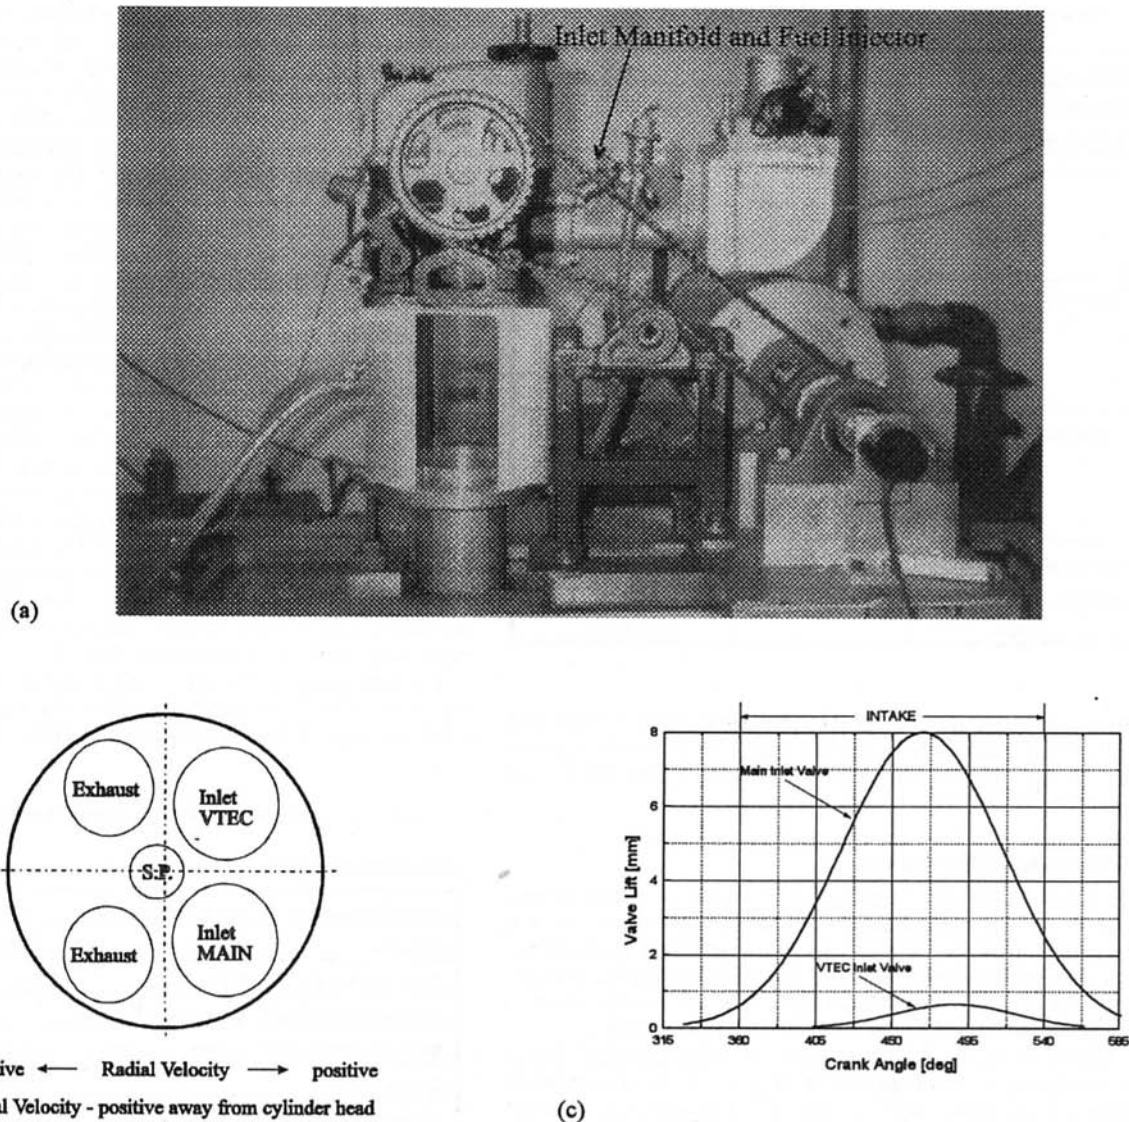 Inlet Manifold and Fuel Injector
(a)
Exhaust
Inlet
VTEC
S.P.
Exhaust
Inlet
MAIN
Radial Velocity
positive
Velocity - positive away from cylinder head
INTAKE
8
6
4
2
0
Valve Lift [mm]
Main Inlet Valve
VTEC Inlet Valve
315 360 405 450 495 540 585
Crank Angle [deg]
(c)